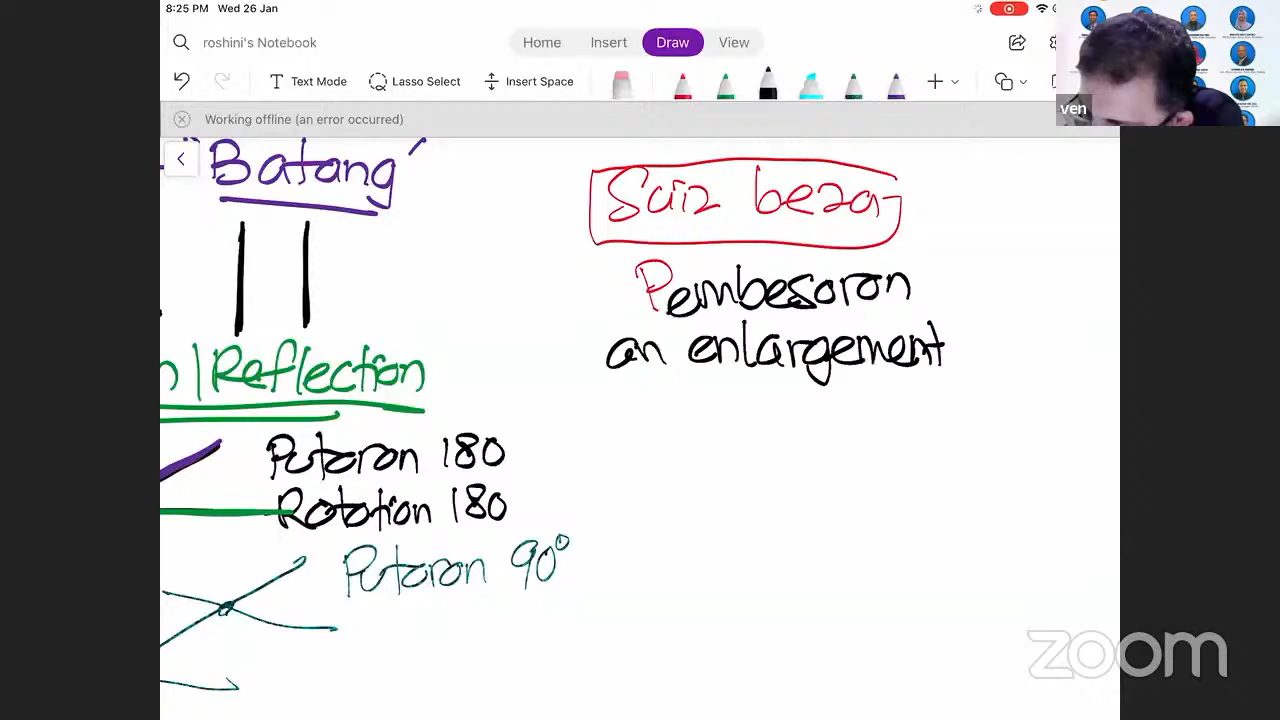 8:25 PM Wed 26 Jan
roshini's Notebook
Home Insert Draw View
Text Mode Lasso Select Insert Space
Working offline (an error occurred)
ven
"Batang"
Saiz beza
Pembesaran
an enlargement
n/Reflection
Putaran 180
Rotation 180
Putaran 90°
zoom